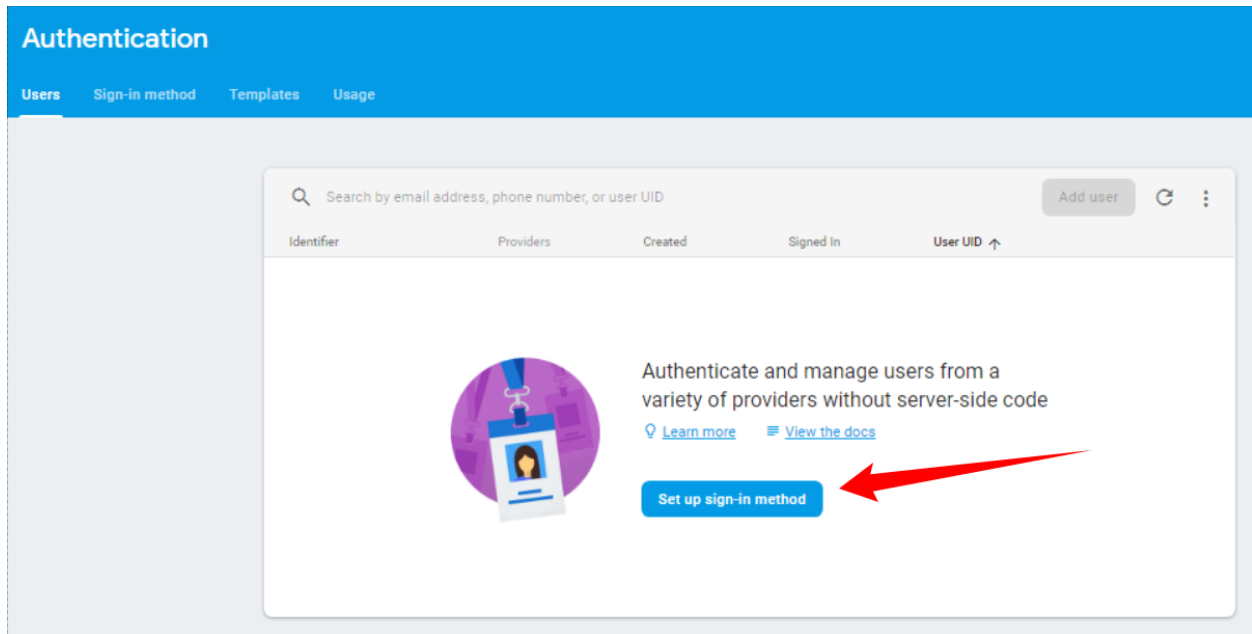 Authentication
Users Sign-in method Templates Usage
Search by email address, phone number, or user UID Add user
Identifier Providers Created Signed In User UID
Authenticate and manage users from a
variety of providers without server-side code
Learn more View the docs
Set up sign-in method